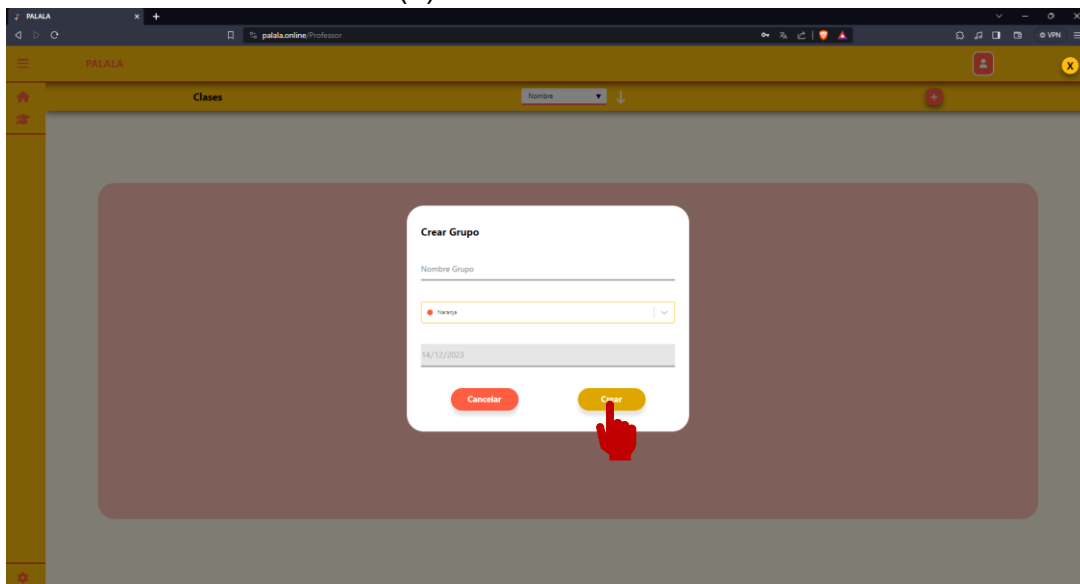 PALALA
palala.online/Professor
VPN
PALALA
X
Clases
Nombre
Crear Grupo
Nombre Grupo
Naranja
14/12/2023
Cancelar
Crear